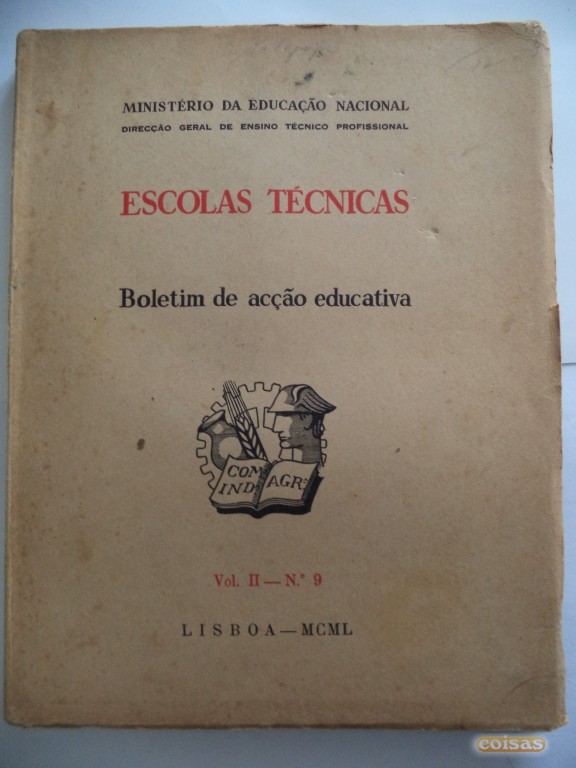 MINISTÉRIO DA EDUCAÇÃO NACIONAL
DIRECÇÃO GERAL DE ENSINO TÉCNICO PROFISSIONAL
ESCOLAS TÉCNICAS
Boletim de acção educativa
COM.
IND.
AGR.
Vol. II — N.º 9
LISBOA — MCML
coisas